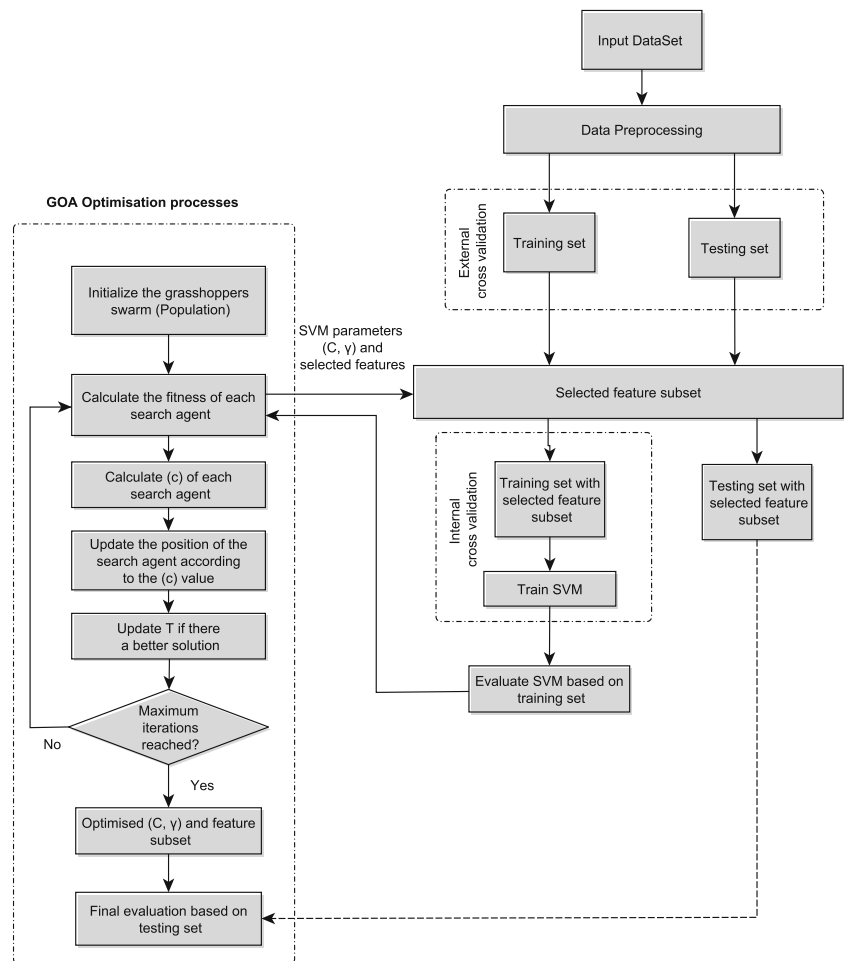 Input DataSet
Data Preprocessing
GOA Optimisation processes
External
cross validation
Training set
Testing set
Initialize the grasshoppers
swarm (Population)
SVM parameters
(C, γ) and
selected features
Calculate the fitness of each
search agent
Selected feature subset
Calculate (c) of each
search agent
Internal
cross validation
Training set with
selected feature
subset
Testing set with
selected feature
subset
Update the position of the
search agent according
to the (c) value
Train SVM
Update T if there
a better solution
Evaluate SVM based on
training set
Maximum
iterations
reached?
No
Yes
Optimised (C, γ) and feature
subset
Final evaluation based on
testing set